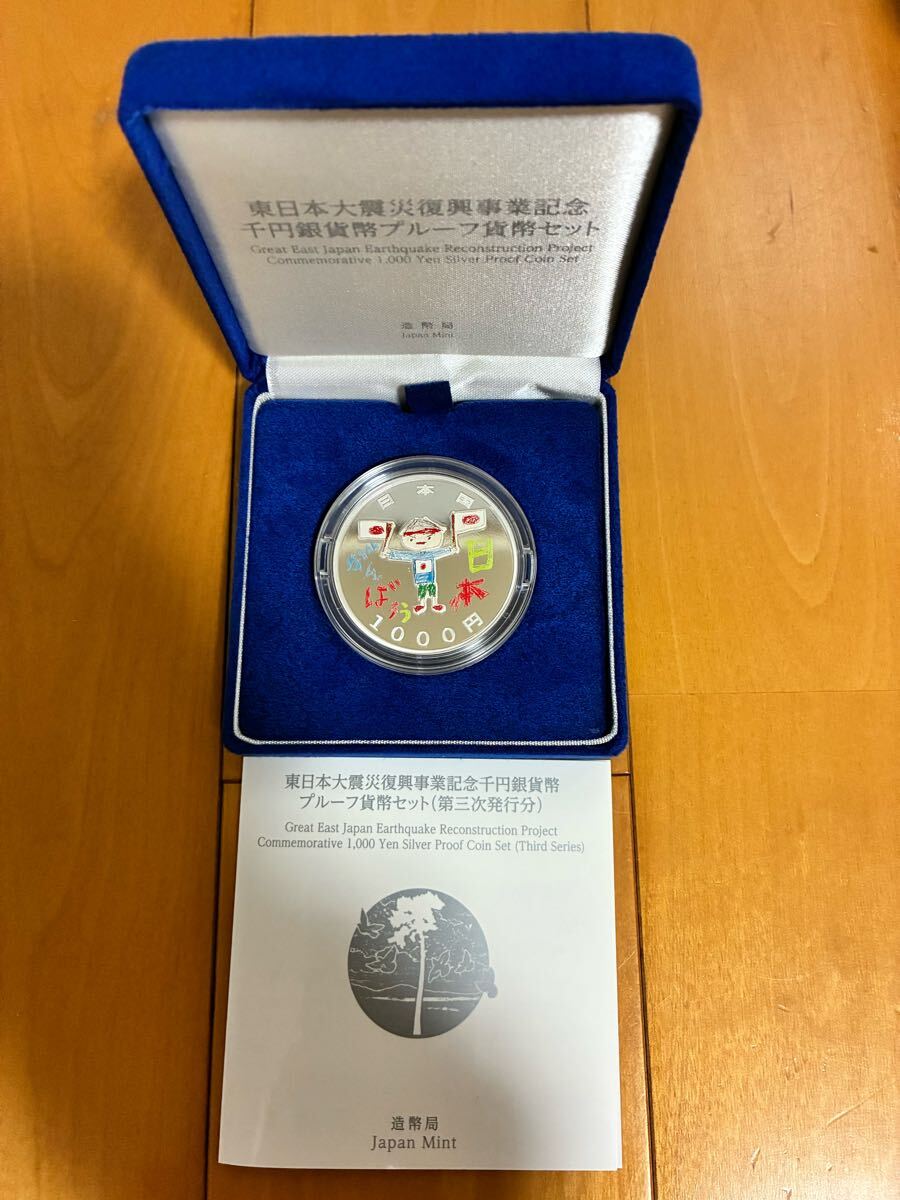 東日本大震災復興事業記念
千円銀貨幣プルーフ貨幣セット
Great East Japan Earthquake Reconstruction Project
Commemorative 1,000 Yen Silver Proof Coin Set
造幣局
Japan Mint
日本国
がん
日
ばろう
本
1000円
東日本大震災復興事業記念千円銀貨幣
プルーフ貨幣セット(第三次発行分)
Great East Japan Earthquake Reconstruction Project
Commemorative 1,000 Yen Silver Proof Coin Set (Third Series)
造幣局
Japan Mint